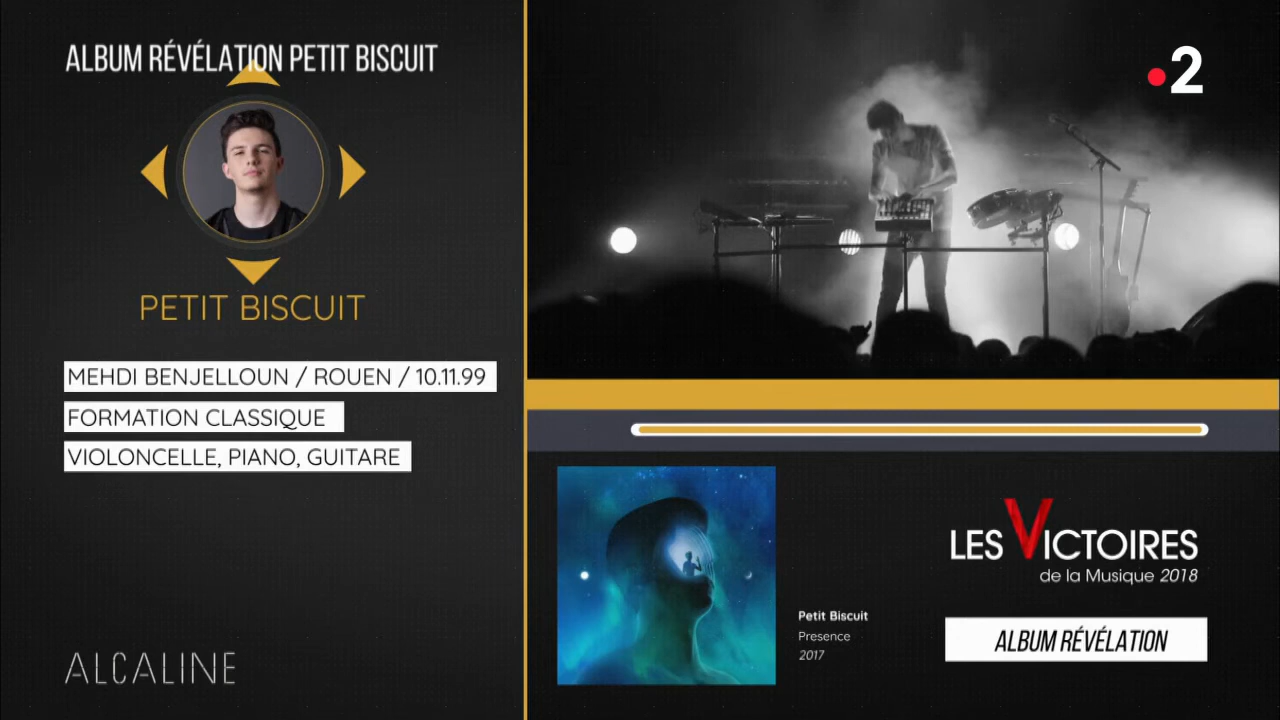 ALBUM RÉVÉLATION PETIT BISCUIT
PETIT BISCUIT
MEHDI BENJELLOUN / ROUEN / 10.11.99
FORMATION CLASSIQUE
VIOLONCELLE, PIANO, GUITARE
ALCALINE
2
Petit Biscuit
Presence
2017
LES VICTOIRES
de la Musique 2018
ALBUM RÉVÉLATION